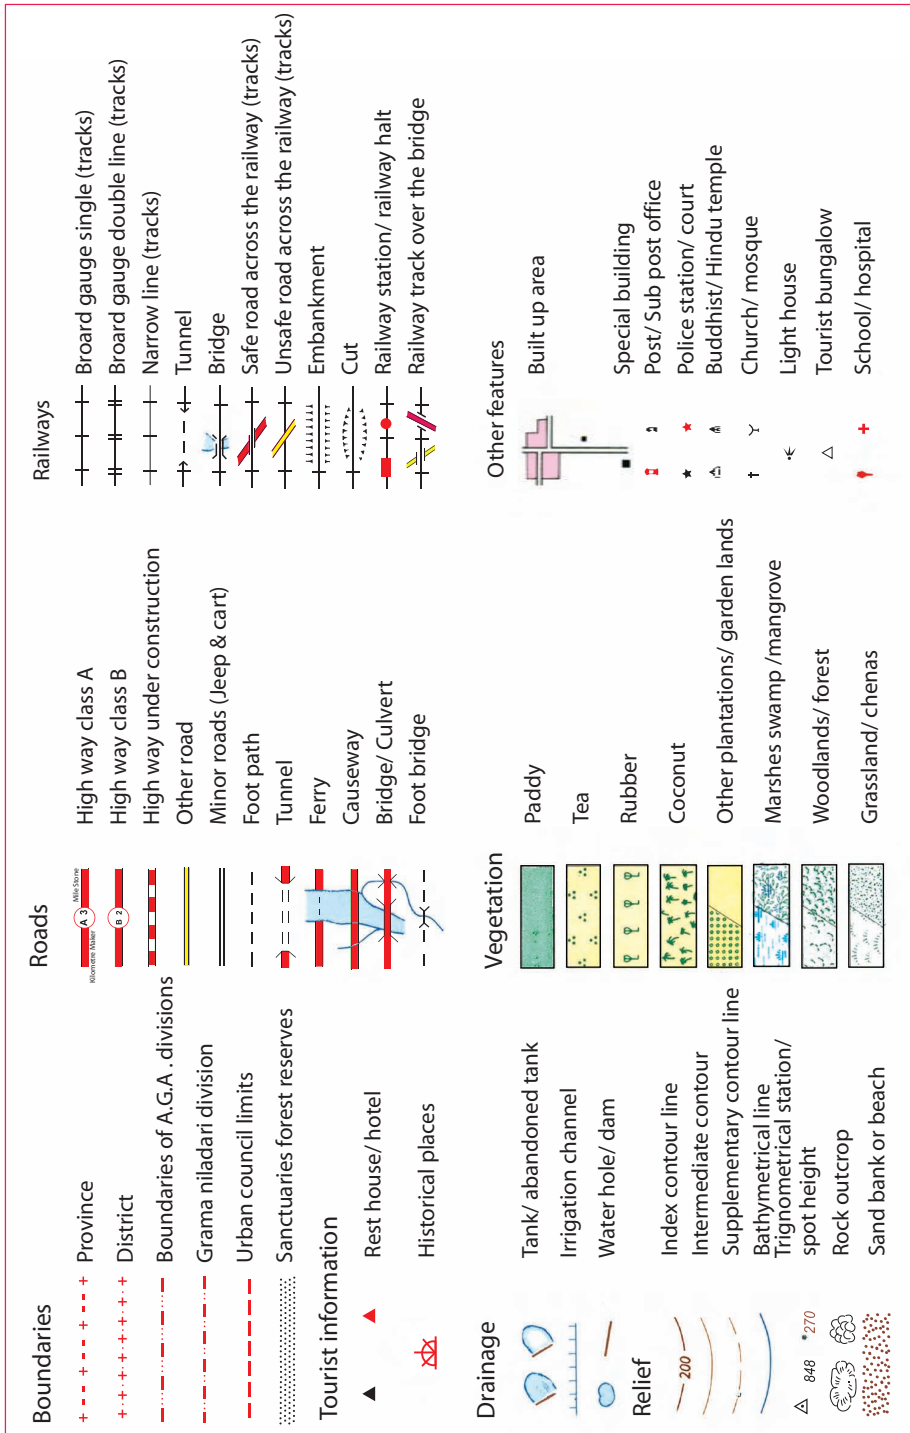 Boundaries
Province
District
Boundaries of A.G.A . divisions
Grama niladari division
Urban council limits
Sanctuaries forest reserves
Tourist information
Rest house/ hotel
Historical places
Roads
Kilometre Maker
A 3
Mile Stone
High way class A
B 2
High way class B
High way under construction
Other road
Minor roads (Jeep & cart)
Foot path
Tunnel
Ferry
Causeway
Bridge/ Culvert
Foot bridge
Railways
Broard gauge single (tracks)
Broard gauge double line (tracks)
Narrow line (tracks)
Tunnel
Bridge
Safe road across the railway (tracks)
Unsafe road across the railway (tracks)
Embankment
Cut
Railway station/ railway halt
Railway track over the bridge
Drainage
Tank/ abandoned tank
Irrigation channel
Water hole/ dam
Relief
200
Index contour line
Intermediate contour
Supplementary contour line
Bathymetrical line
Trignometrical station/
848
270
spot height
Rock outcrop
Sand bank or beach
Vegetation
Paddy
Tea
Rubber
Coconut
Other plantations/ garden lands
Marshes swamp /mangrove
Woodlands/ forest
Grassland/ chenas
Other features
Built up area
Special building
Post/ Sub post office
Police station/ court
Buddhist/ Hindu temple
Church/ mosque
Light house
Tourist bungalow
School/ hospital